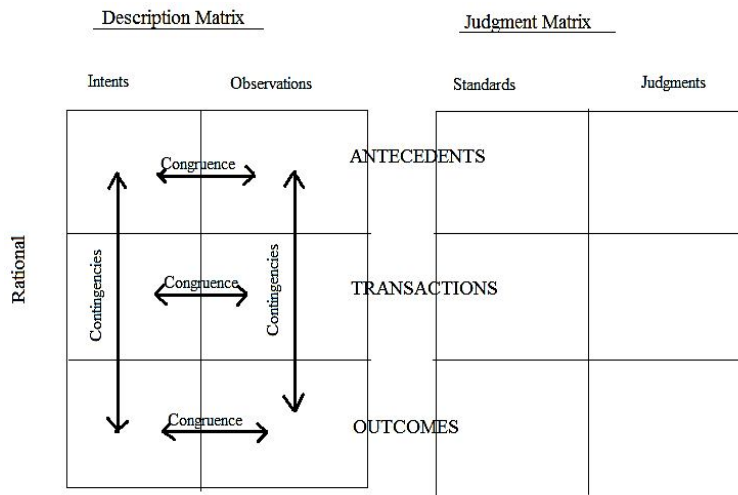 Description Matrix
Judgment Matrix
Intents
Observations
Standards
Judgments
Rational
Congruence
ANTECEDENTS
Contingencies
Contingencies
Congruence
TRANSACTIONS
Congruence
OUTCOMES